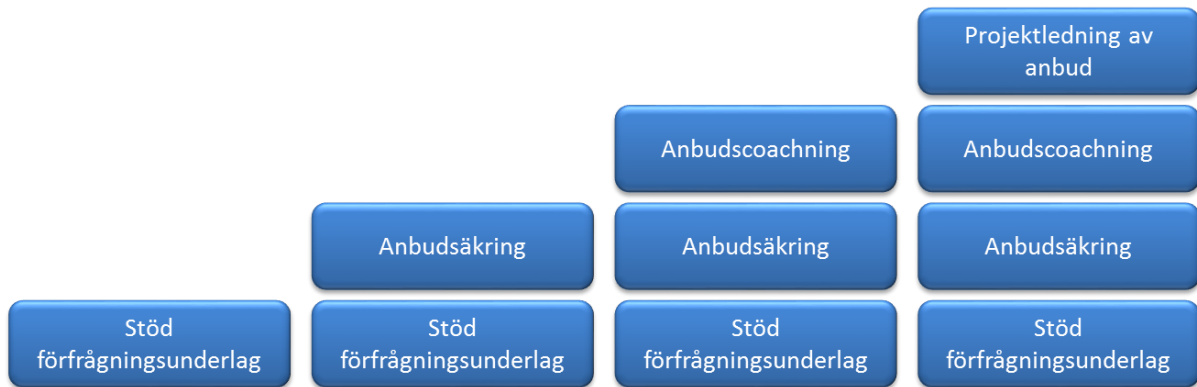 Projektledning av
anbud
Anbudscoachning
Anbudscoachning
Anbudsäkring
Anbudsäkring
Anbudsäkring
Stöd
förfrågningsunderlag
Stöd
förfrågningsunderlag
Stöd
förfrågningsunderlag
Stöd
förfrågningsunderlag